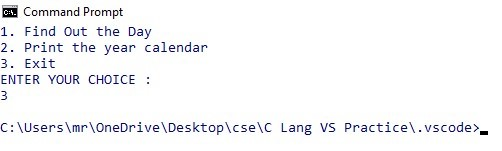 Command Prompt
1. Find Out the Day
2. Print the year calendar
3. Exit
ENTER YOUR CHOICE :
3
C:\Users\mr\OneDrive\Desktop\cse\C Lang VS Practice\.vscode>